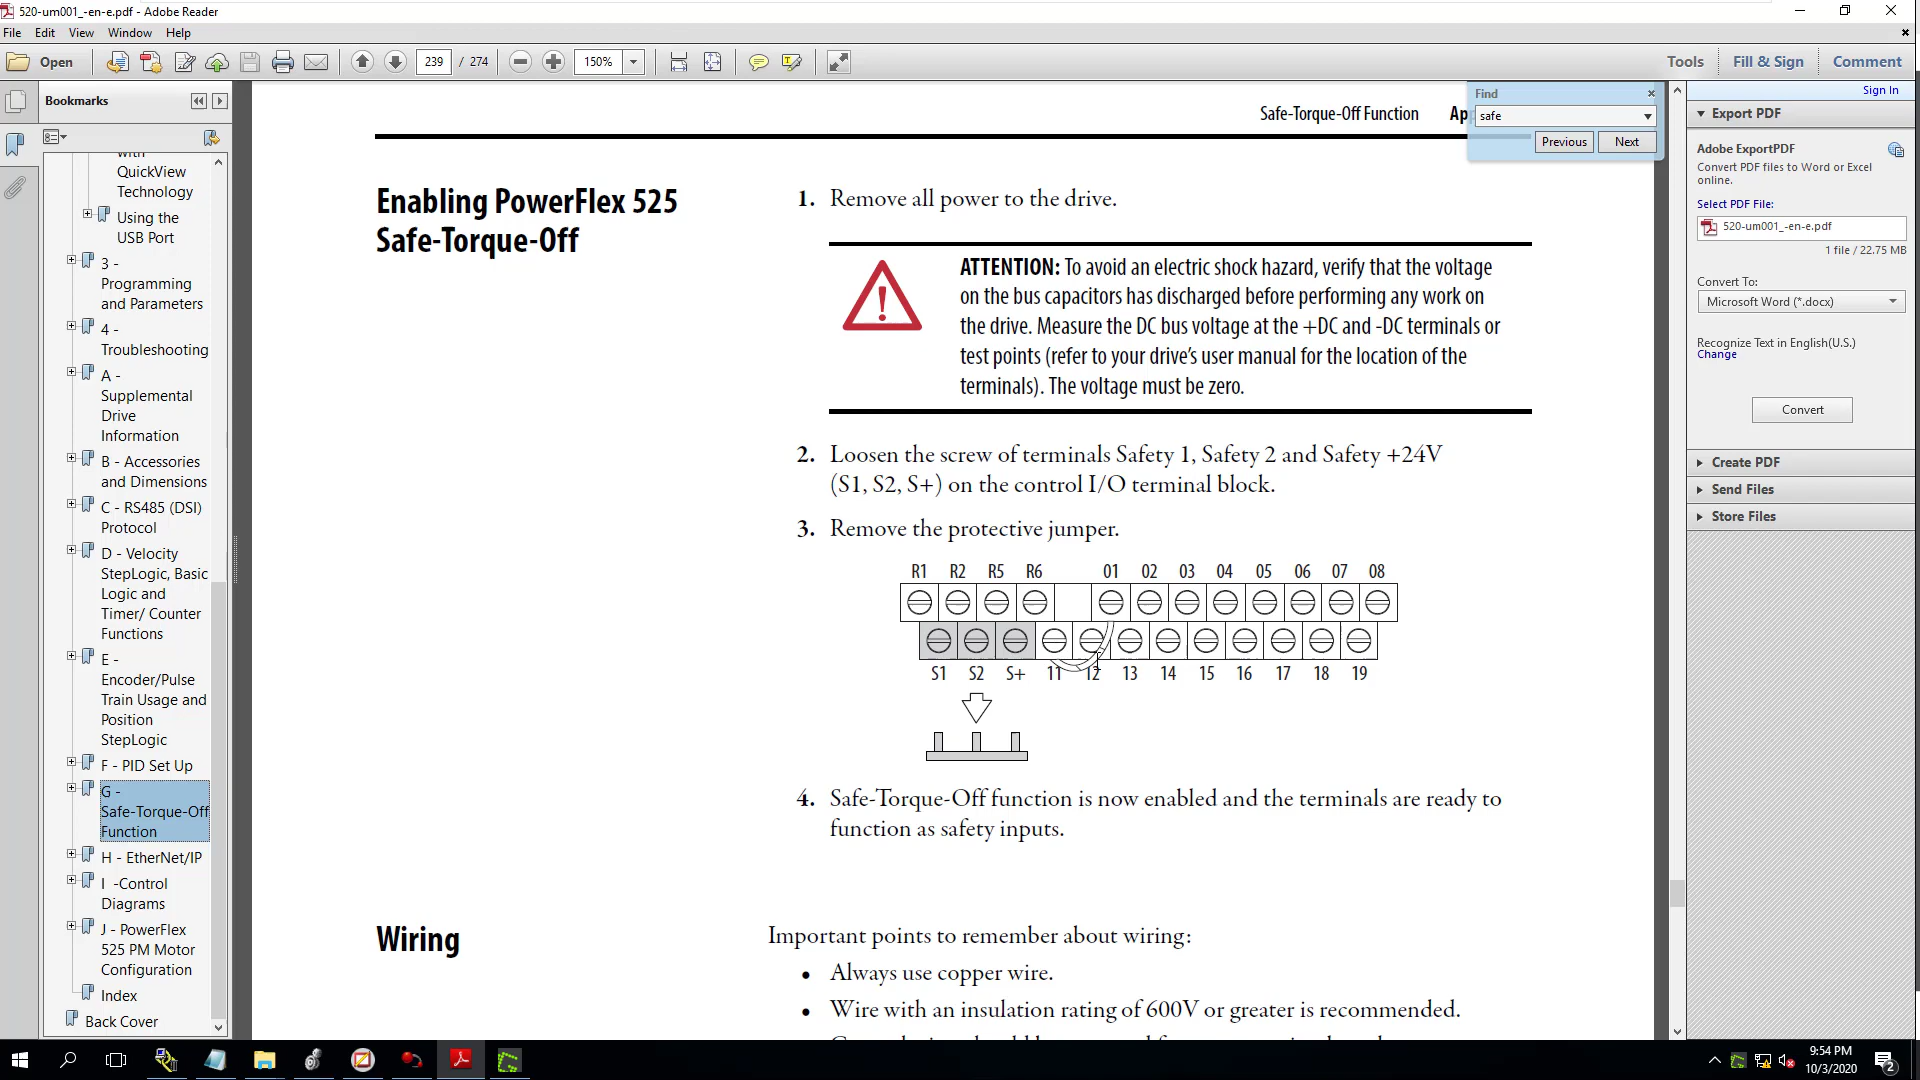 520-um001_-en-e.pdf - Adobe Reader
File Edit View Window Help
Open 239 / 274 150% Tools Fill & Sign Comment
Bookmarks
with
QuickView
Technology
Using the
USB Port
3 -
Programming
and Parameters
4 -
Troubleshooting
A -
Supplemental
Drive
Information
B - Accessories
and Dimensions
C - RS485 (DSI)
Protocol
D - Velocity
StepLogic, Basic
Logic and
Timer/ Counter
Functions
E -
Encoder/Pulse
Train Usage and
Position
StepLogic
F - PID Set Up
G -
Safe-Torque-Off
Function
H - EtherNet/IP
I -Control
Diagrams
J - PowerFlex
525 PM Motor
Configuration
Index
Back Cover
Safe-Torque-Off Function Ap
Find
safe
Previous Next
Enabling PowerFlex 525
Safe-Torque-Off
1. Remove all power to the drive.
ATTENTION: To avoid an electric shock hazard, verify that the voltage
on the bus capacitors has discharged before performing any work on
the drive. Measure the DC bus voltage at the +DC and -DC terminals or
test points (refer to your drive's user manual for the location of the
terminals). The voltage must be zero.
2. Loosen the screw of terminals Safety 1, Safety 2 and Safety +24V
(S1, S2, S+) on the control I/O terminal block.
3. Remove the protective jumper.
R1 R2 R5 R6 01 02 03 04 05 06 07 08
S1 S2 S+ 11 12 13 14 15 16 17 18 19
4. Safe-Torque-Off function is now enabled and the terminals are ready to
function as safety inputs.
Wiring
Important points to remember about wiring:
• Always use copper wire.
• Wire with an insulation rating of 600V or greater is recommended.
Sign In
Export PDF
Adobe ExportPDF
Convert PDF files to Word or Excel
online.
Select PDF File:
520-um001_-en-e.pdf
1 file / 22.75 MB
Convert To:
Microsoft Word (*.docx)
Recognize Text in English(U.S.)
Change
Convert
Create PDF
Send Files
Store Files
9:54 PM
10/3/2020
2